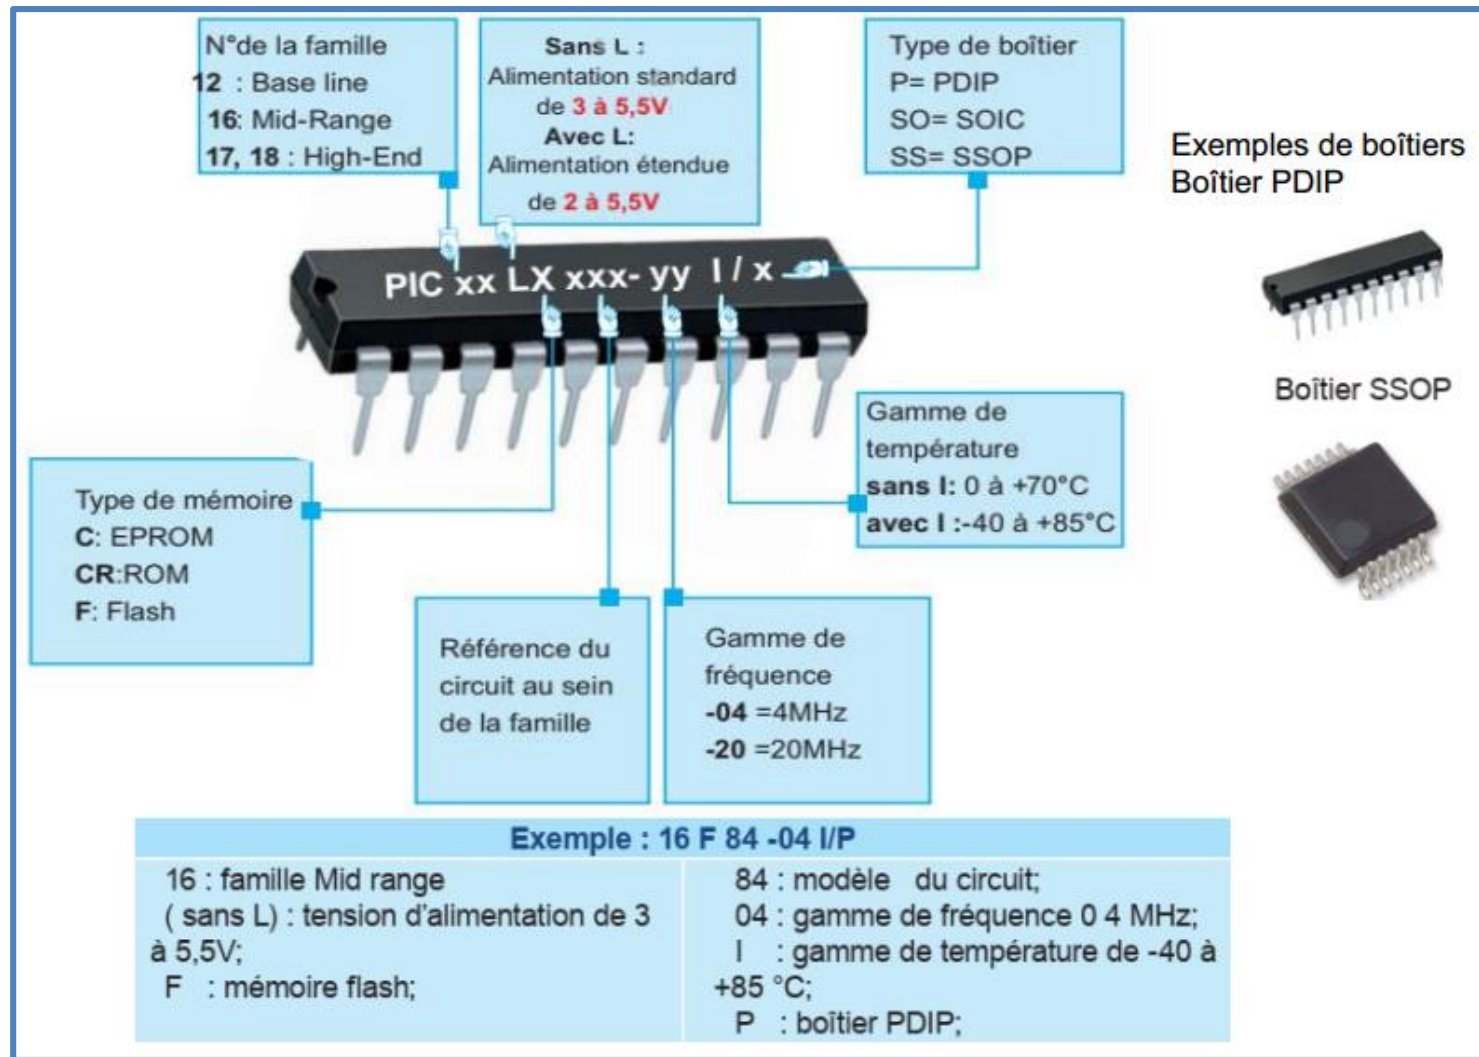 N°de la famille
12 : Base line
16: Mid-Range
17, 18 : High-End
Sans L :
Alimentation standard
de 3 à 5,5V
Avec L:
Alimentation étendue
de 2 à 5,5V
Type de boîtier
P= PDIP
SO= SOIC
SS= SSOP
Exemples de boîtiers
Boîtier PDIP
PIC xx LX xxx- yy I / x
Boîtier SSOP
Gamme de
température
sans I: 0 à +70°C
avec I :-40 à +85°C
Type de mémoire
C: EPROM
CR:ROM
F: Flash
Référence du
circuit au sein
de la famille
Gamme de
fréquence
-04 =4MHz
-20 =20MHz
Exemple : 16 F 84 -04 I/P
16 : famille Mid range
( sans L) : tension d'alimentation de 3
à 5,5V;
F : mémoire flash;
84 : modèle du circuit;
04 : gamme de fréquence 0 4 MHz;
I : gamme de température de -40 à
+85 °C;
P : boîtier PDIP;